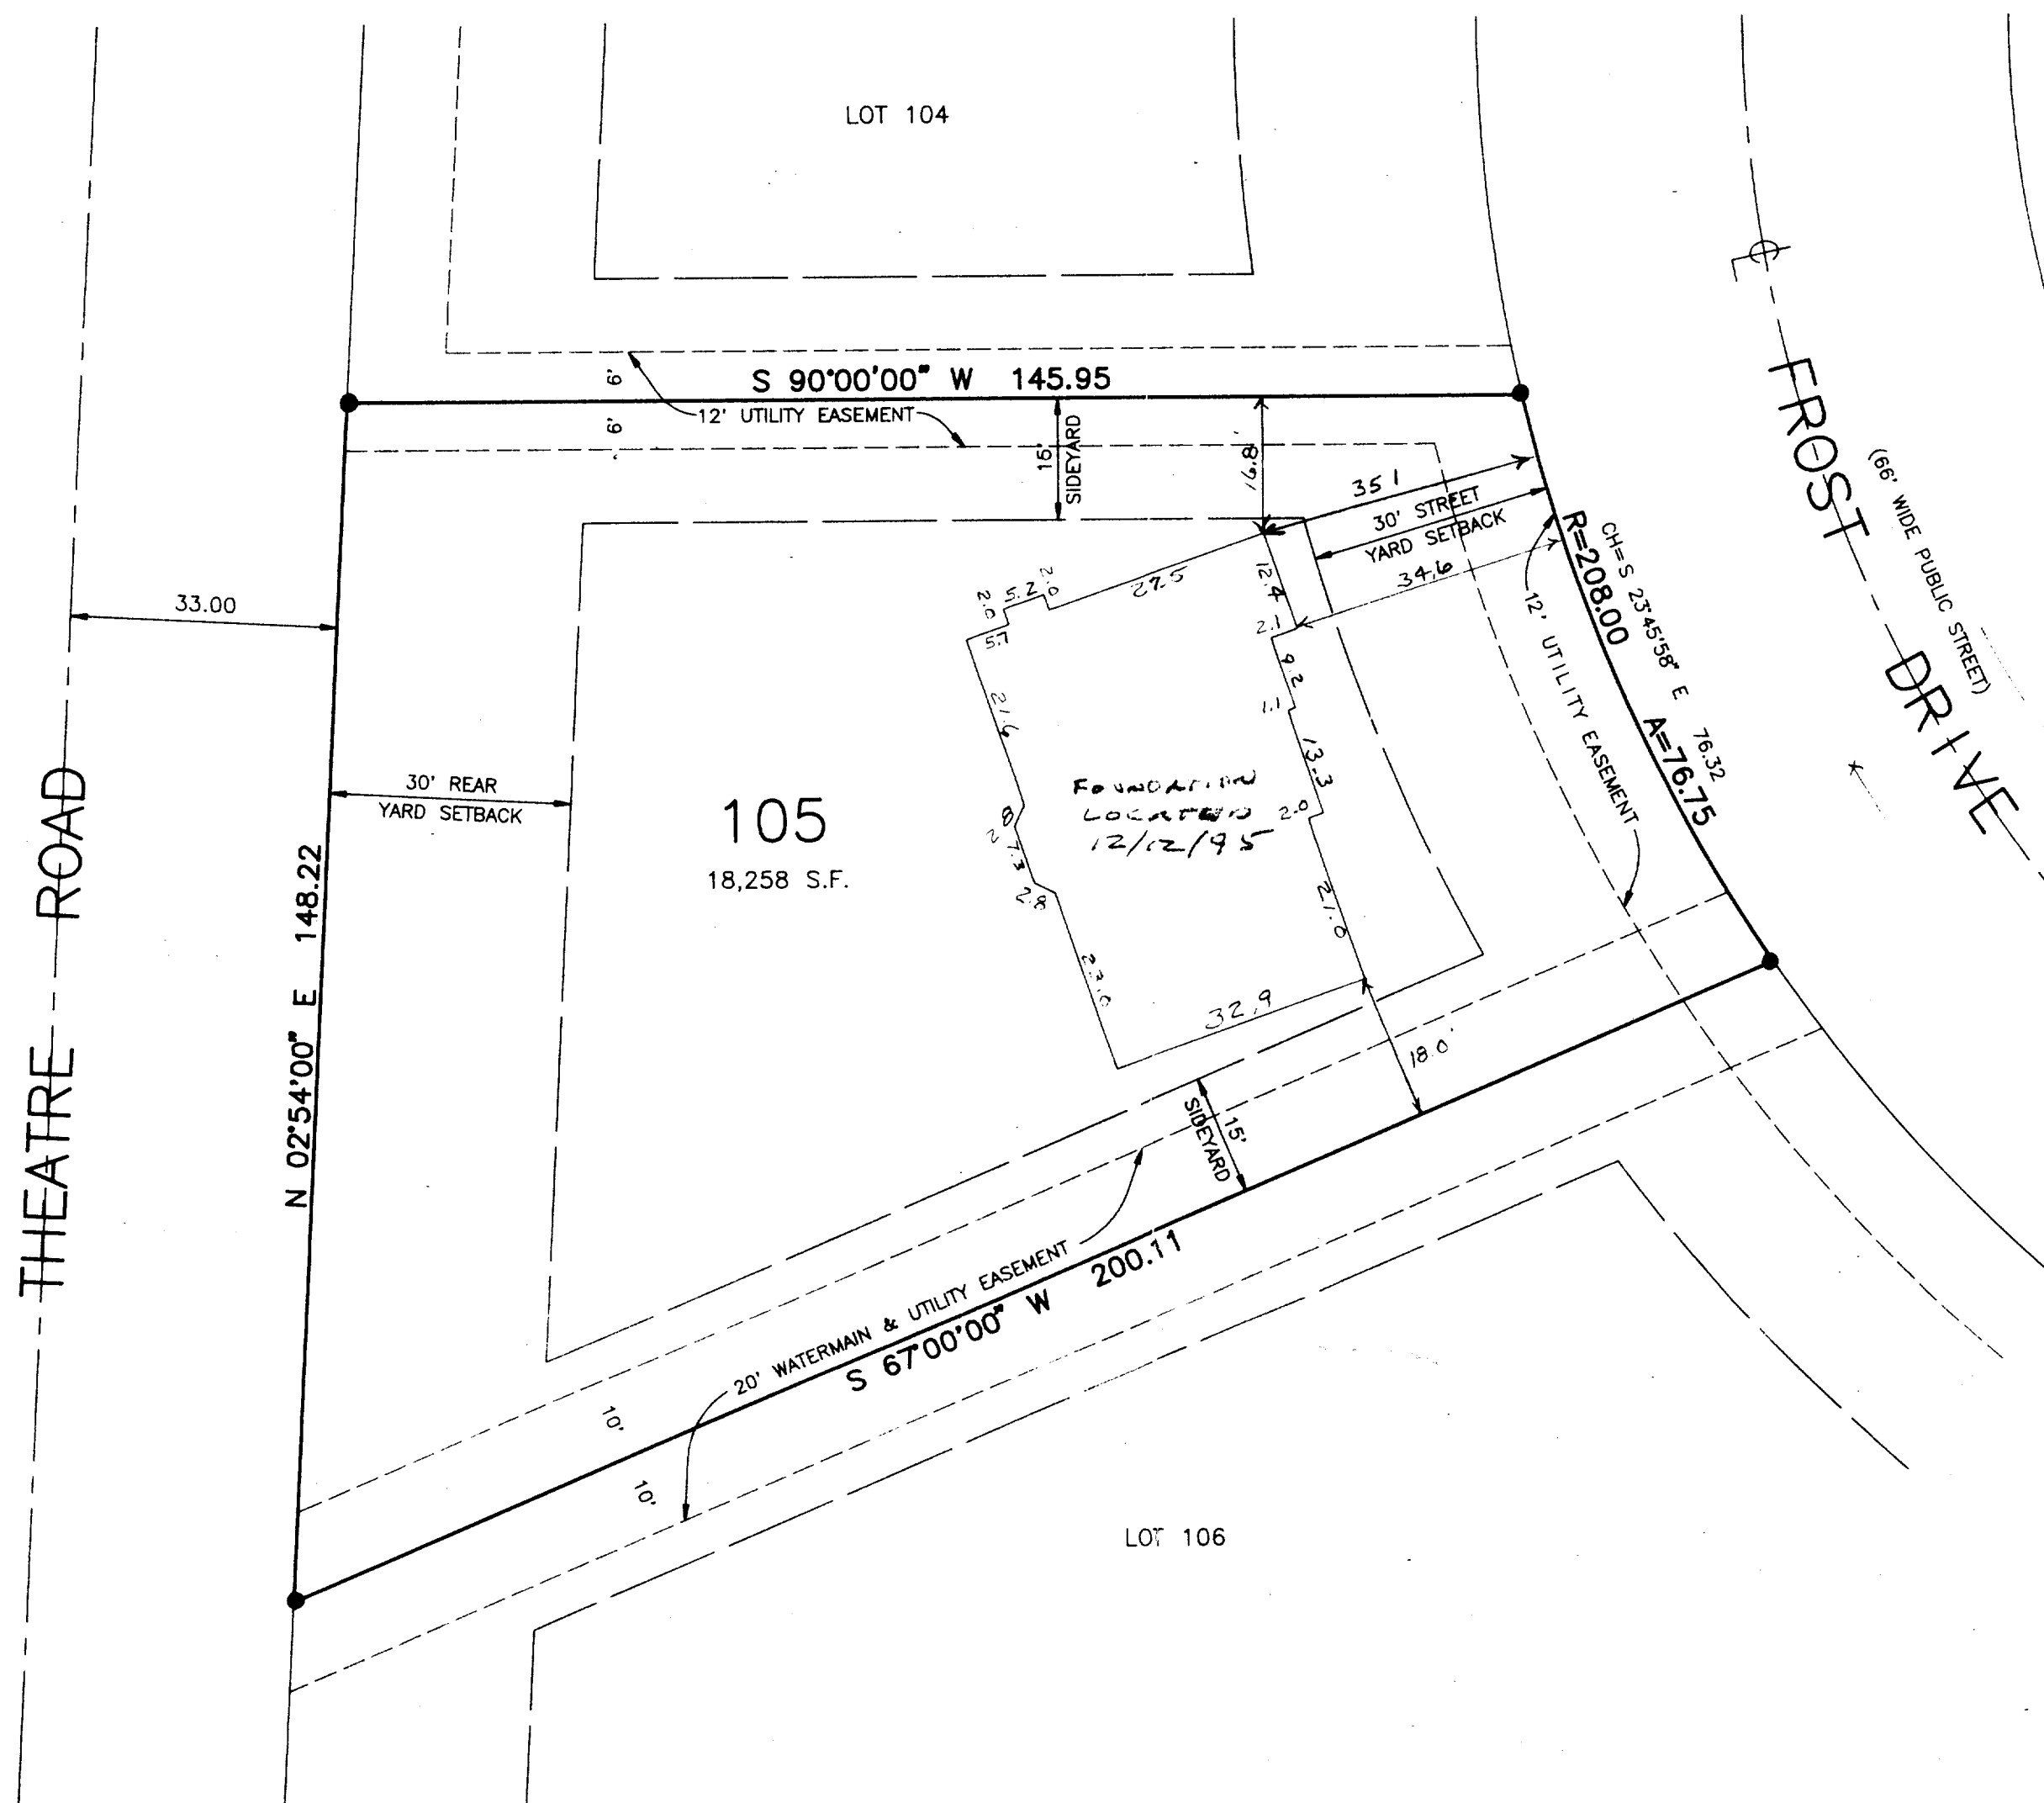 LOT 104
S 90°00'00" W 145.95
6'
12' UTILITY EASEMENT
6'
15'
SIDEYARD
16.8'
35.1
30' STREET
YARD SETBACK
34.6
33.00
2.0
5.2
2.0
27.5
12.4
5.7
2.1
9.2
1.1
21.6
13.3
2.0
R=208.00
A=76.75
CH=S 23°45'58" E 76.32
12' UTILITY EASEMENT
FROST DRIVE
(66' WIDE PUBLIC STREET)
30' REAR
YARD SETBACK
105
18,258 S.F.
FOUNDATION
LOCATED
12/12/95
7.3
2.8
21.0
32.9
18.0'
15'
SIDEYARD
N 02°54'00" E 148.22
THEATRE ROAD
20' WATERMAIN & UTILITY EASEMENT
S 67°00'00" W 200.11
10'
10'
LOT 106